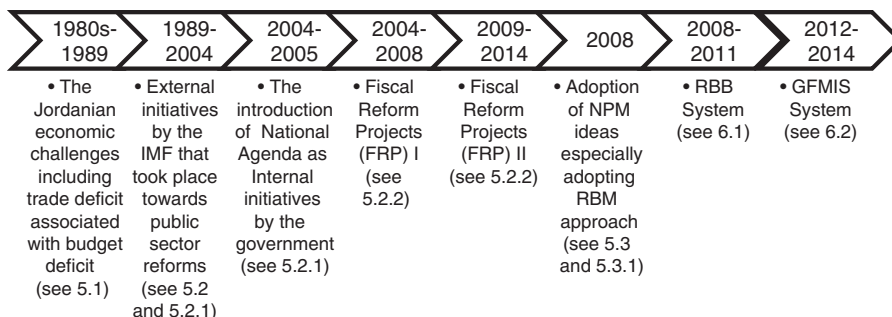 1980s-
1989
• The
Jordanian
economic
challenges
including
trade deficit
associated
with budget
deficit
(see 5.1)
1989-
2004
• External
initiatives
by the
IMF that
took place
towards
public
sector
reforms
(see 5.2
and 5.2.1)
2004-
2005
• The
introduction
of National
Agenda as
Internal
initiatives
by the
government
(see 5.2.1)
2004-
2008
• Fiscal
Reform
Projects
(FRP) I
(see
5.2.2)
2009-
2014
• Fiscal
Reform
Projects
(FRP) II
(see 5.2.2)
2008
• Adoption
of NPM
ideas
especially
adopting
RBM
approach
(see 5.3
and 5.3.1)
2008-
2011
• RBB
System
(see 6.1)
2012-
2014
• GFMIS
System
(see 6.2)